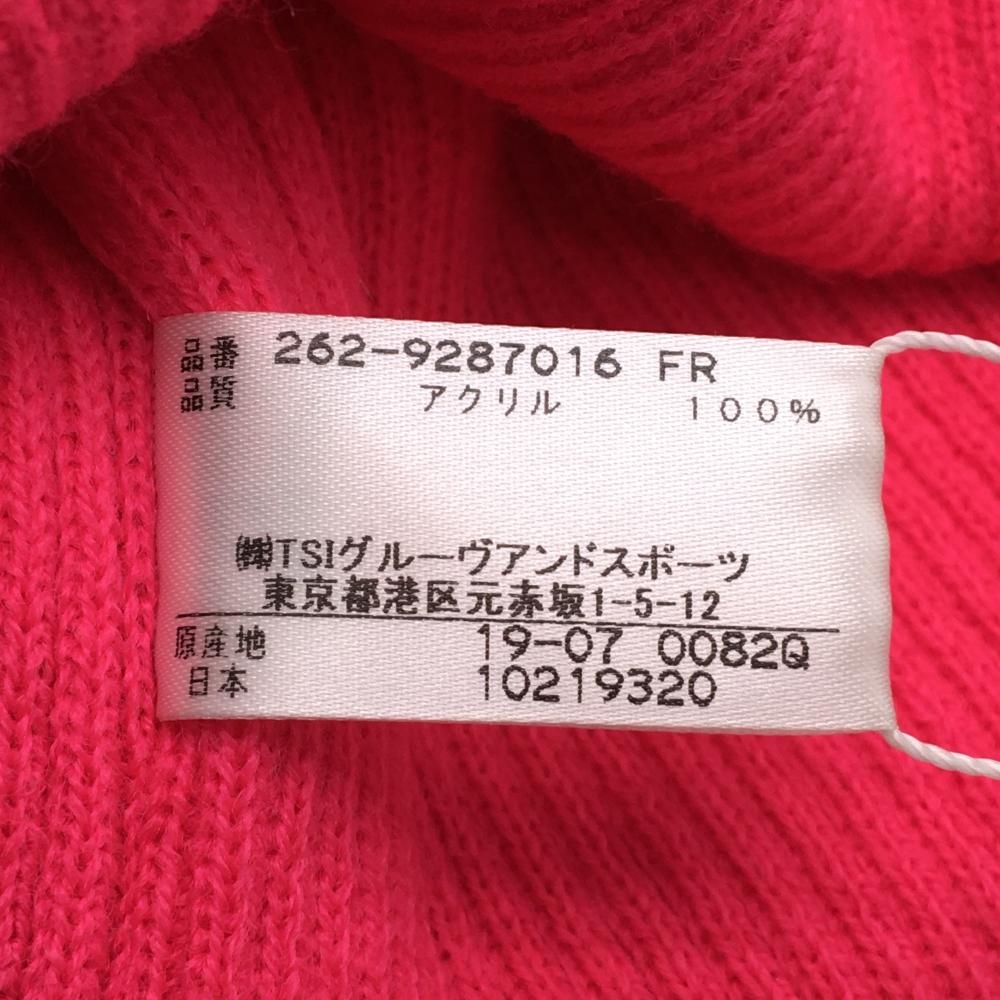 品番 262-9287016 FR
品質 アクリル 100%
㈱TSIグルーヴアンドスポーツ
東京都港区元赤坂1-5-12
原産地 19-07 0082Q
日本 10219320